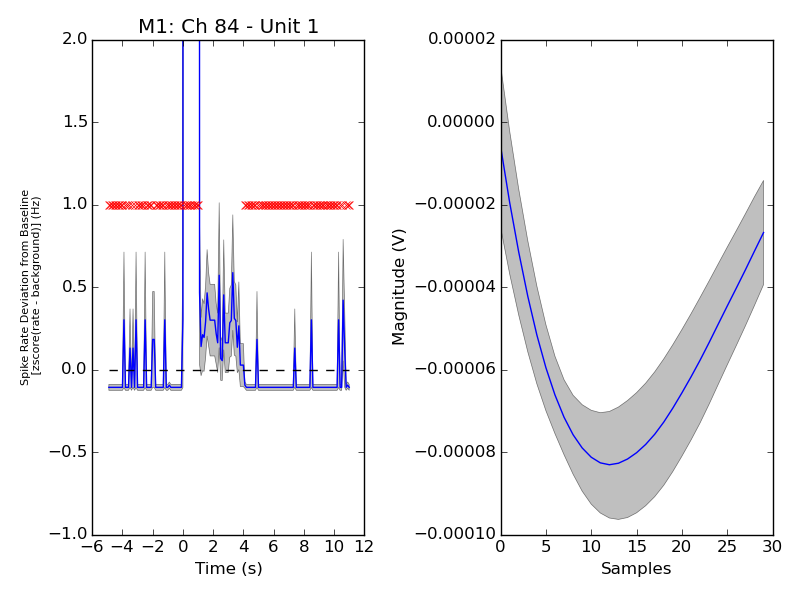 M1: Ch 84 - Unit 1
2.0
1.5
1.0
0.5
0.0
−0.5
−1.0
−6 −4 −2 0 2 4 6 8 10 12
Time (s)
Spike Rate Deviation from Baseline
[zscore(rate - background)] (Hz)
0.00002
0.00000
−0.00002
−0.00004
−0.00006
−0.00008
−0.00010
0 5 10 15 20 25 30
Samples
Magnitude (V)